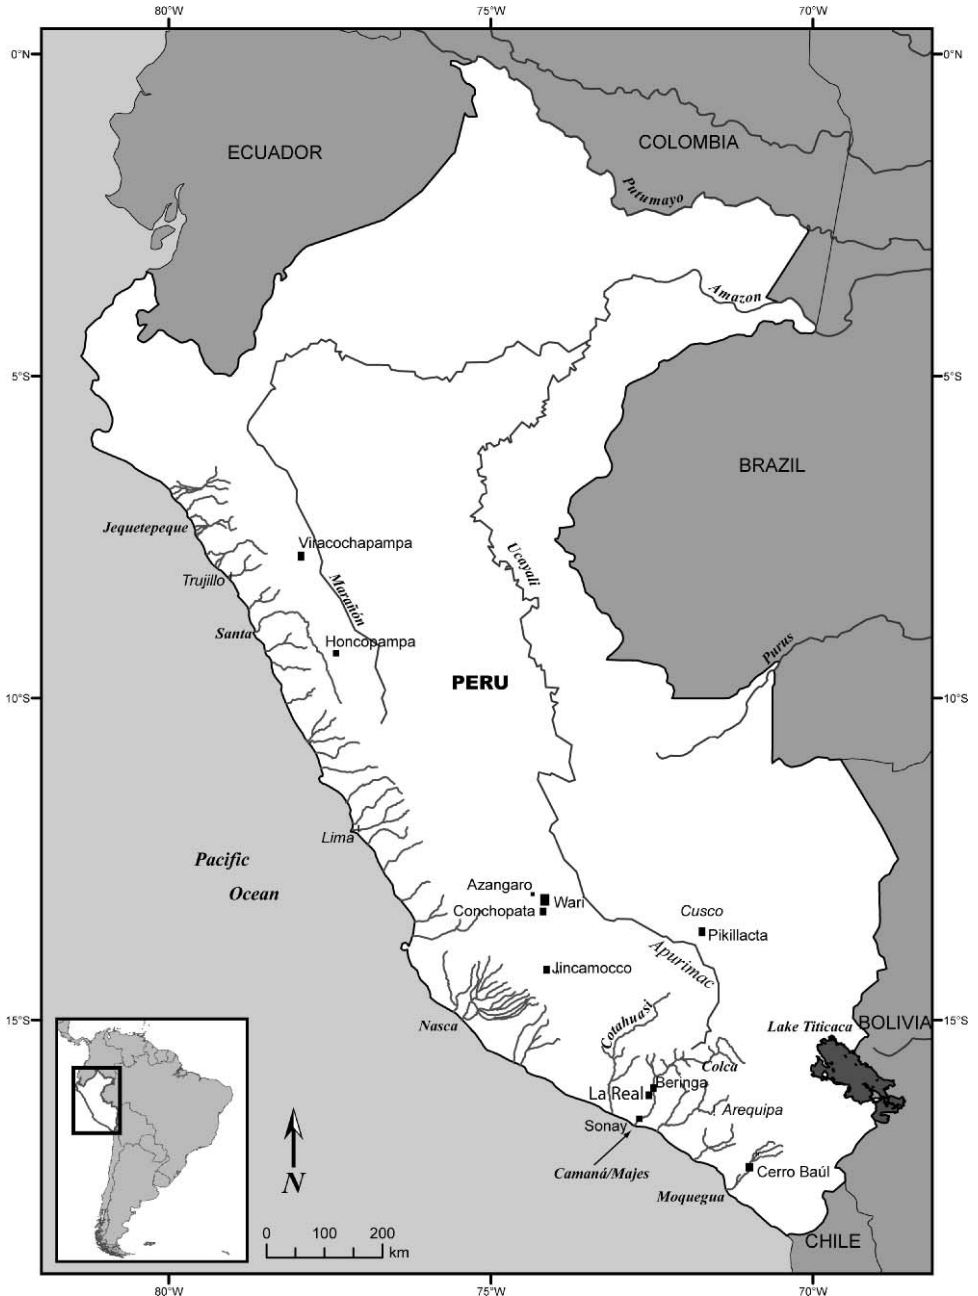 80°W 75°W 70°W
0°N 0°N
COLOMBIA
ECUADOR
Putumayo
Amazon
5°S 5°S
BRAZIL
Jequetepeque
Viracochapampa
Ucayali
Trujillo
Marañón
Santa
Honcopampa
Purus
PERU
10°S 10°S
Lima
Pacific
Ocean
Azangaro
Wari
Conchopata
Cusco
Pikillacta
Apurimac
Jincamocco
Cotahuasi
15°S 15°S
Nasca
Lake Titicaca
BOLIVIA
Colca
Beringa
La Real
Arequipa
Sonay
Camaná/Majes
Cerro Baúl
Moquegua
N
0 100 200
km
CHILE
80°W 75°W 70°W